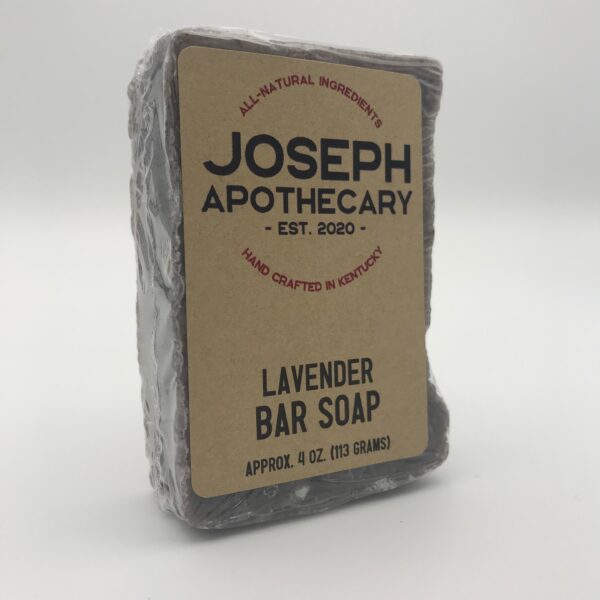 ALL-NATURAL INGREDIENTS
JOSEPH
APOTHECARY
- EST. 2020 -
HAND CRAFTED IN KENTUCKY
LAVENDER
BAR SOAP
APPROX. 4 OZ. (113 GRAMS)